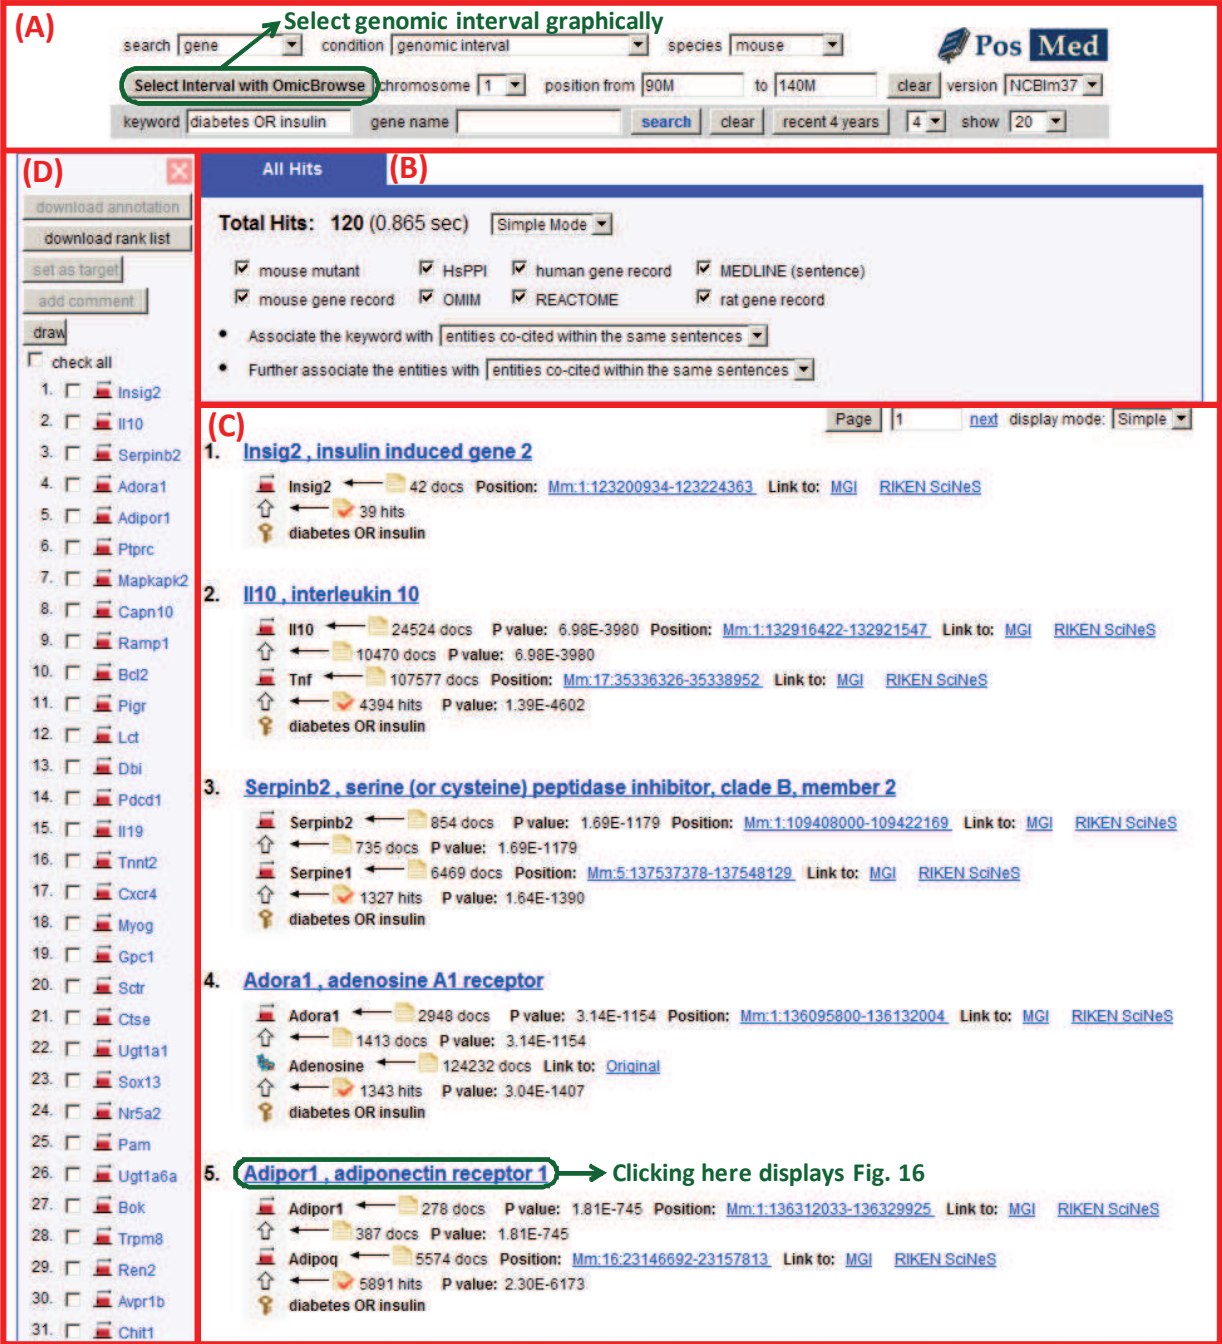 (A)
Select genomic interval graphically
search gene condition genomic interval species mouse
PosMed
Select Interval with OmicBrowse chromosome 1 position from 90M to 140M clear version NCBIm37
keyword diabetes OR insulin gene name search clear recent 4 years 4 show 20
(D)
download annotation
download rank list
set as target
add comment
draw
check all
1. Insig2
2. Il10
3. Serpinb2
4. Adora1
5. Adipor1
6. Ptprc
7. Mapkapk2
8. Capn10
9. Ramp1
10. Bcl2
11. Pigr
12. Lct
13. Dbi
14. Pdcd1
15. Il19
16. Tnnt2
17. Cxcr4
18. Myog
19. Gpc1
20. Sctr
21. Ctse
22. Ugt1a1
23. Sox13
24. Nr5a2
25. Pam
26. Ugt1a6a
27. Bok
28. Trpm8
29. Ren2
30. Avpr1b
31. Chit1
All Hits
(B)
Total Hits: 120 (0.865 sec) Simple Mode
mouse mutant HsPPI human gene record MEDLINE (sentence)
mouse gene record OMIM REACTOME rat gene record
• Associate the keyword with entities co-cited within the same sentences
• Further associate the entities with entities co-cited within the same sentences
(C)
Page 1 next display mode: Simple
1. Insig2 , insulin induced gene 2
Insig2 42 docs Position: Mm:1:123200934-123224363 Link to: MGI RIKEN SciNeS
39 hits
diabetes OR insulin
2. Il10 , interleukin 10
Il10 24524 docs P value: 6.98E-3980 Position: Mm:1:132916422-132921547 Link to: MGI RIKEN SciNeS
10470 docs P value: 6.98E-3980
Tnf 107577 docs Position: Mm:17:35336326-35338952 Link to: MGI RIKEN SciNeS
4394 hits P value: 1.39E-4602
diabetes OR insulin
3. Serpinb2 , serine (or cysteine) peptidase inhibitor, clade B, member 2
Serpinb2 854 docs P value: 1.69E-1179 Position: Mm:1:109408000-109422169 Link to: MGI RIKEN SciNeS
735 docs P value: 1.69E-1179
Serpine1 6469 docs Position: Mm:5:137537378-137548129 Link to: MGI RIKEN SciNeS
1327 hits P value: 1.64E-1390
diabetes OR insulin
4. Adora1 , adenosine A1 receptor
Adora1 2948 docs P value: 3.14E-1154 Position: Mm:1:136095800-136132004 Link to: MGI RIKEN SciNeS
1413 docs P value: 3.14E-1154
Adenosine 124232 docs Link to: Original
1343 hits P value: 3.04E-1407
diabetes OR insulin
5. Adipor1 , adiponectin receptor 1 Clicking here displays Fig. 16
Adipor1 278 docs P value: 1.81E-745 Position: Mm:1:136312033-136329925 Link to: MGI RIKEN SciNeS
387 docs P value: 1.81E-745
Adipoq 5574 docs Position: Mm:16:23146692-23157813 Link to: MGI RIKEN SciNeS
5891 hits P value: 2.30E-6173
diabetes OR insulin